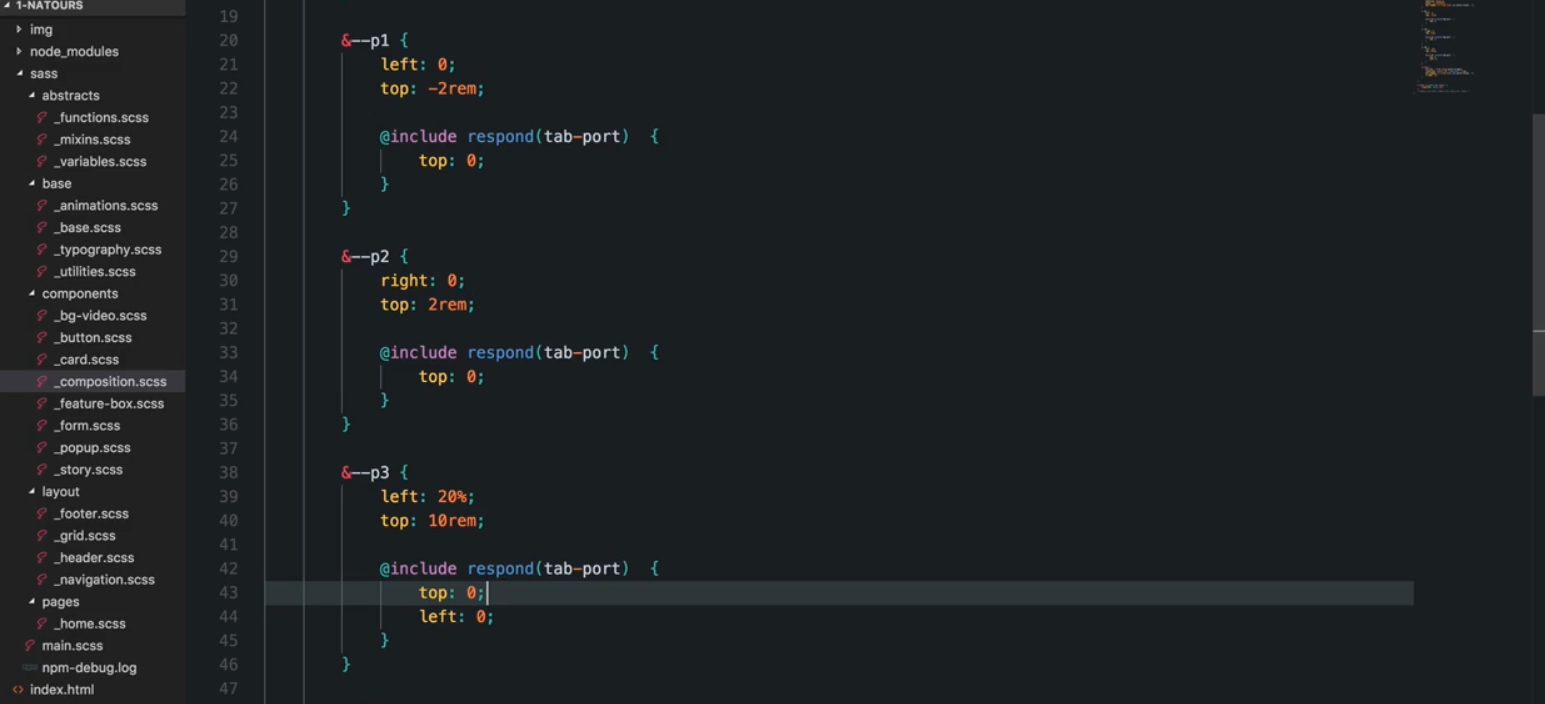 1-NATOURS
img
node_modules
sass
abstracts
_functions.scss
_mixins.scss
_variables.scss
base
_animations.scss
_base.scss
_typography.scss
_utilities.scss
components
_bg-video.scss
_button.scss
_card.scss
_composition.scss
_feature-box.scss
_form.scss
_popup.scss
_story.scss
layout
_footer.scss
_grid.scss
_header.scss
_navigation.scss
pages
_home.scss
main.scss
npm-debug.log
<> index.html
19
20 &--p1 {
21 left: 0;
22 top: -2rem;
23
24 @include respond(tab-port)  {
25 top: 0;
26 }
27 }
28
29 &--p2 {
30 right: 0;
31 top: 2rem;
32
33 @include respond(tab-port)  {
34 top: 0;
35 }
36 }
37
38 &--p3 {
39 left: 20%;
40 top: 10rem;
41
42 @include respond(tab-port)  {
43 top: 0;
44 left: 0;
45 }
46 }
47